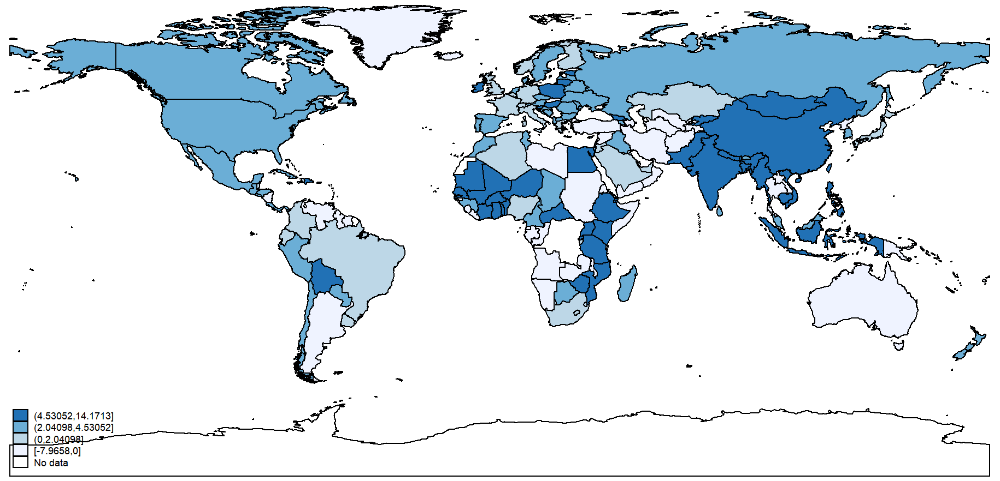 (4.53052,14.1713]
(2.04098,4.53052]
(0,2.04098]
[-7.9658,0]
No data